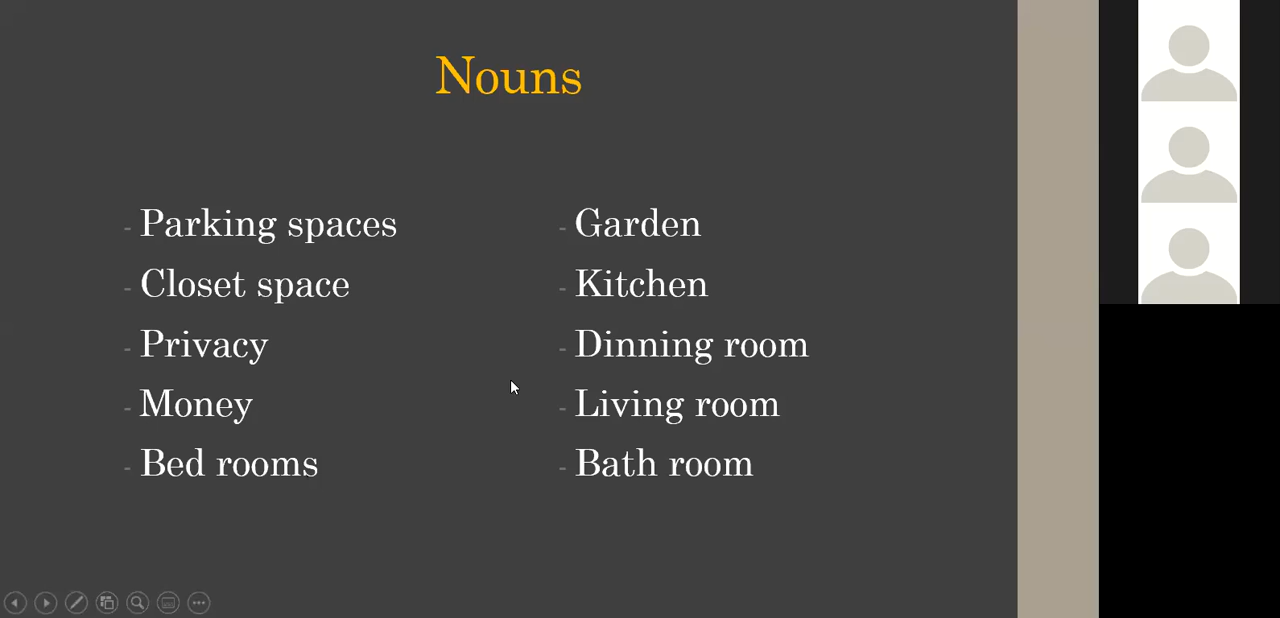 Nouns
- Parking spaces
- Closet space
- Privacy
- Money
- Bed rooms
- Garden
- Kitchen
- Dinning room
- Living room
- Bath room